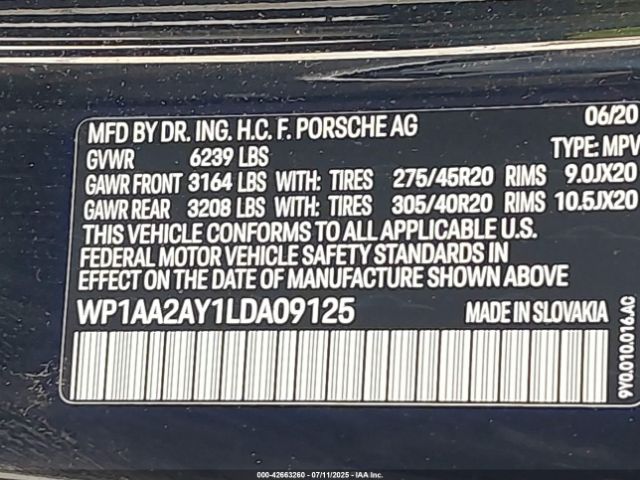 MFD BY DR. ING. H.C. F. PORSCHE AG 06/20
GVWR 6239 LBS TYPE: MPV
GAWR FRONT 3164 LBS WITH: TIRES 275/45R20 RIMS 9.0JX20
GAWR REAR 3208 LBS WITH: TIRES 305/40R20 RIMS 10.5JX20
THIS VEHICLE CONFORMS TO ALL APPLICABLE U.S.
FEDERAL MOTOR VEHICLE SAFETY STANDARDS IN
EFFECT ON THE DATE OF MANUFACTURE SHOWN ABOVE
WP1AA2AY1LDA09125 MADE IN SLOVAKIA
9Y0.010.016.AC
000-42663260 - 07/11/2025 - IAA Inc.